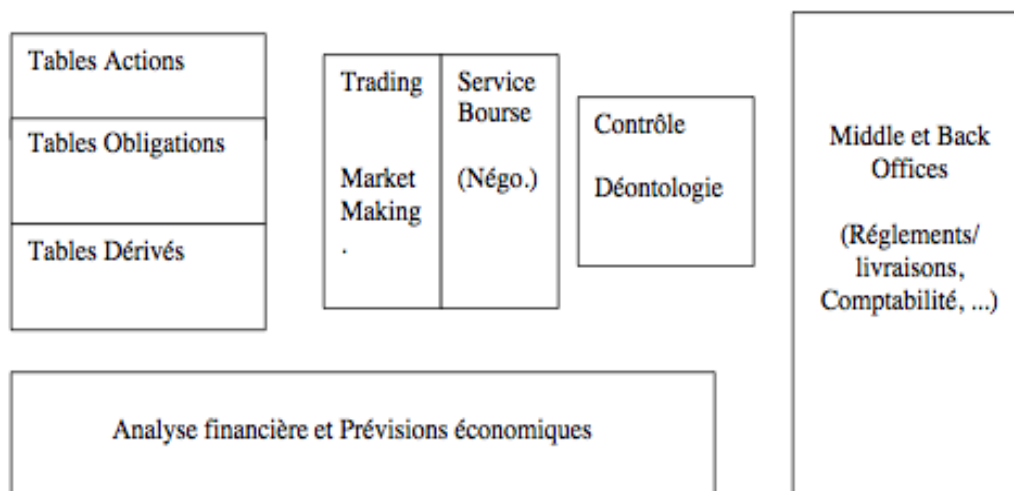 Tables Actions
Tables Obligations
Tables Dérivés
Trading
Market
Making
.
Service
Bourse
(Négo.)
Contrôle
Déontologie
Middle et Back
Offices
(Réglements/
livraisons,
Comptabilité, ...)
Analyse financière et Prévisions économiques